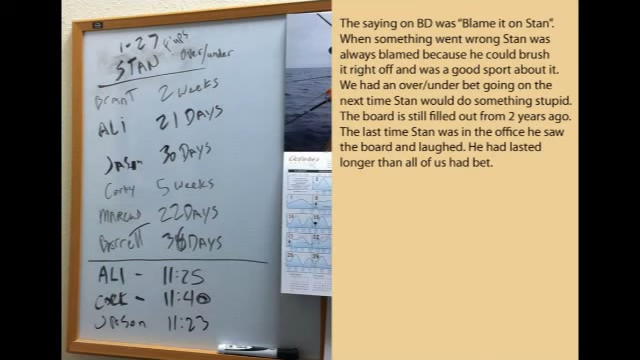 1-27
STAN over/under
Brant 2 weeks
ALi 21 DAYS
Jason 30 DAYS
Corky 5 weeks
MARCUS 22 DAYS
Barrett 36 DAYS
ALI - 11:25
CORK - 11:40
JASON 11:23
October
The saying on BD was "Blame it on Stan".
When something went wrong Stan was
always blamed because he could brush
it right off and was a good sport about it.
We had an over/under bet going on the
next time Stan would do something stupid.
The board is still filled out from 2 years ago.
The last time Stan was in the office he saw
the board and laughed. He had lasted
longer than all of us had bet.